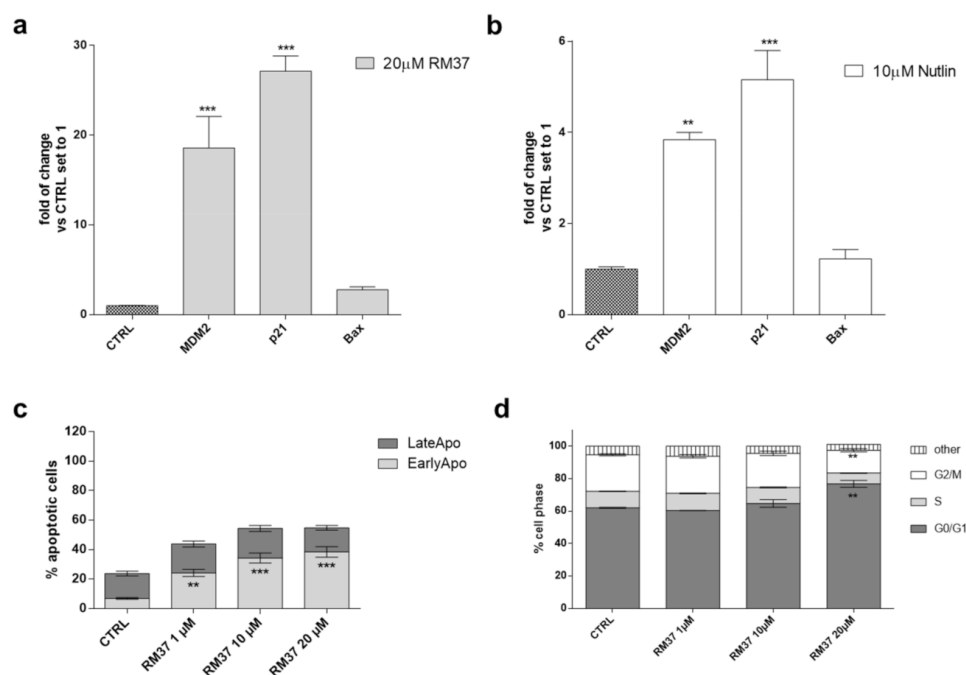 a
fold of change
vs CTRL set to 1
30
20
10
0
***
***
20μM RM37
CTRL
MDM2
p21
Bax
b
fold of change
vs CTRL set to 1
6
4
2
0
**
***
10μM Nutlin
CTRL
MDM2
p21
Bax
c
% apoptotic cells
120
100
80
60
40
20
0
**
***
***
LateApo
EarlyApo
CTRL
RM37 1 μM
RM37 10 μM
RM37 20 μM
d
% cell phase
100
80
60
40
20
0
**
**
other
G2/M
S
G0/G1
CTRL
RM37 1μM
RM37 10μM
RM37 20μM